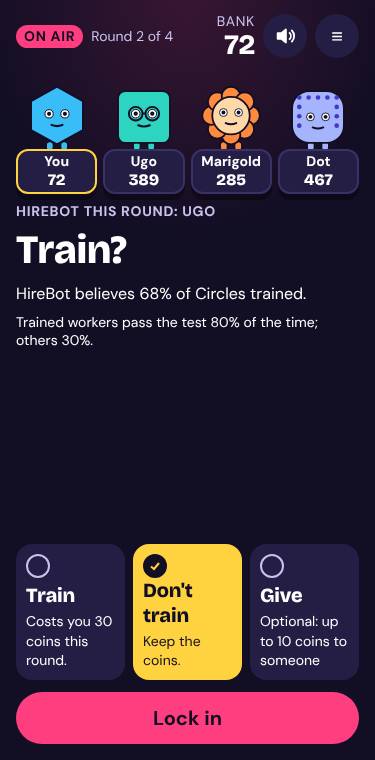 ON AIR Round 2 of 4
BANK
72
You
72
Ugo
389
Marigold
285
Dot
467
HIREBOT THIS ROUND: UGO
Train?
HireBot believes 68% of Circles trained.
Trained workers pass the test 80% of the time;
others 30%.
Train
Costs you 30
coins this
round.
Don't
train
Keep the
coins.
Give
Optional: up
to 10 coins to
someone
Lock in